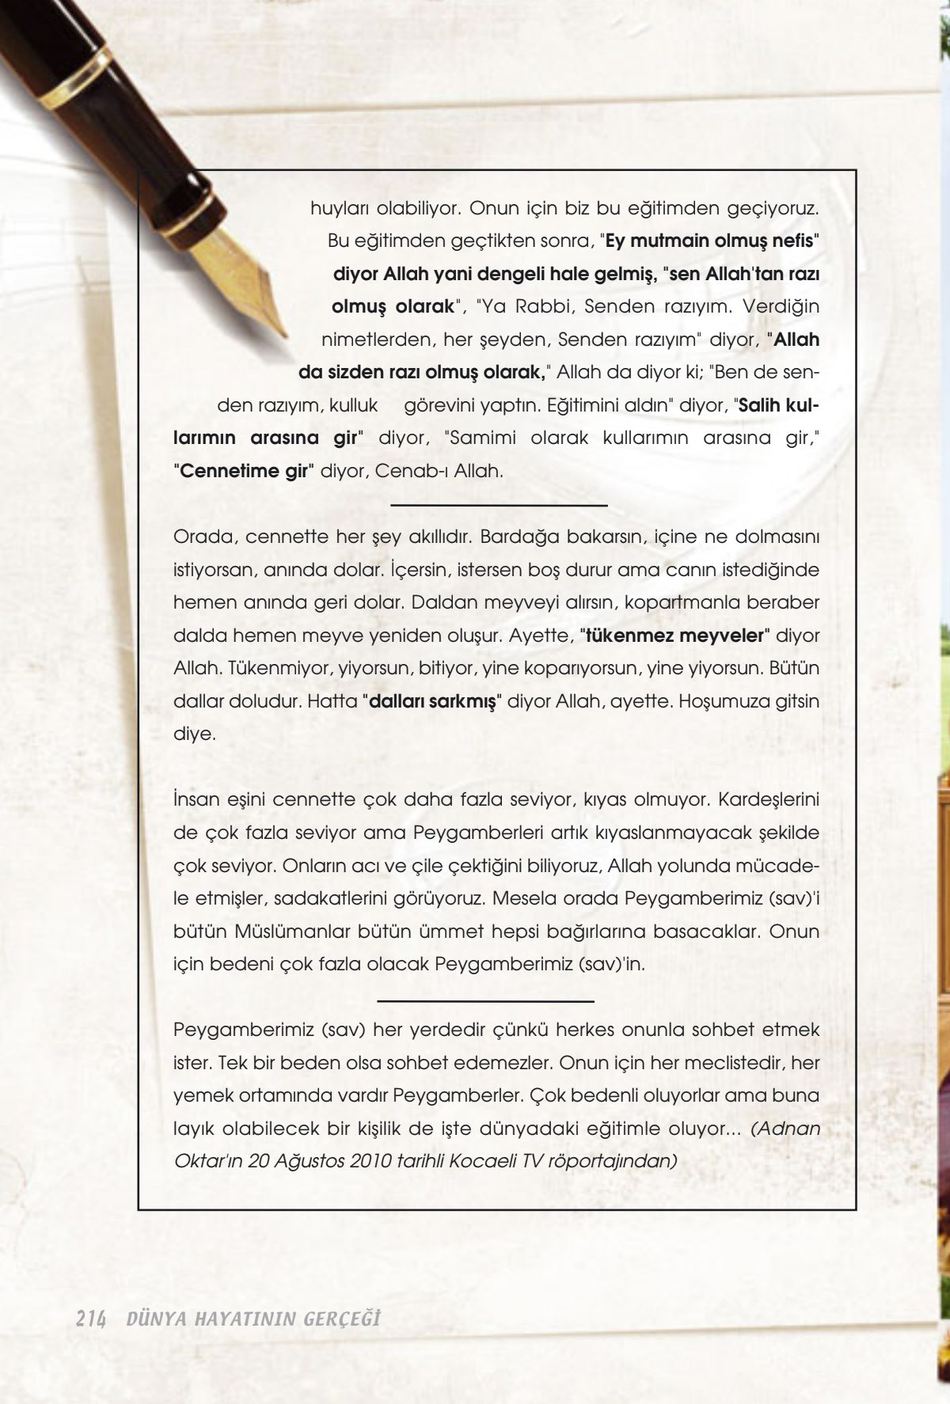 huyları olabiliyor. Onun için biz bu eğitimden geçiyoruz.
Bu eğitimden geçtikten sonra, "Ey mutmain olmuş nefis"
diyor Allah yani dengeli hale gelmiş, "sen Allah'tan razı
olmuş olarak", "Ya Rabbi, Senden razıyım. Verdiğin
nimetlerden, her şeyden, Senden razıyım" diyor, "Allah
da sizden razı olmuş olarak," Allah da diyor ki; "Ben de sen-
den razıyım, kulluk görevini yaptın. Eğitimini aldın" diyor, "Salih kul-
larımın arasına gir" diyor, "Samimi olarak kullarımın arasına gir,"
"Cennetime gir" diyor, Cenab-ı Allah.
Orada, cennette her şey akıllıdır. Bardağa bakarsın, içine ne dolmasını
istiyorsan, anında dolar. İçersin, istersen boş durur ama canın istediğinde
hemen anında geri dolar. Daldan meyveyi alırsın, kopartmanla beraber
dalda hemen meyve yeniden oluşur. Ayette, "tükenmez meyveler" diyor
Allah. Tükenmiyor, yiyorsun, bitiyor, yine koparıyorsun, yine yiyorsun. Bütün
dallar doludur. Hatta "dalları sarkmış" diyor Allah, ayette. Hoşumuza gitsin
diye.
İnsan eşini cennette çok daha fazla seviyor, kıyas olmuyor. Kardeşlerini
de çok fazla seviyor ama Peygamberleri artık kıyaslanmayacak şekilde
çok seviyor. Onların acı ve çile çektiğini biliyoruz, Allah yolunda mücade-
le etmişler, sadakatlerini görüyoruz. Mesela orada Peygamberimiz (sav)'i
bütün Müslümanlar bütün ümmet hepsi bağırlarına basacaklar. Onun
için bedeni çok fazla olacak Peygamberimiz (sav)'in.
Peygamberimiz (sav) her yerdedir çünkü herkes onunla sohbet etmek
ister. Tek bir beden olsa sohbet edemezler. Onun için her meclistedir, her
yemek ortamında vardır Peygamberler. Çok bedenli oluyorlar ama buna
layık olabilecek bir kişilik de işte dünyadaki eğitimle oluyor... (Adnan
Oktar'ın 20 Ağustos 2010 tarihli Kocaeli TV röportajından)
214 DÜNYA HAYATININ GERÇEĞİ